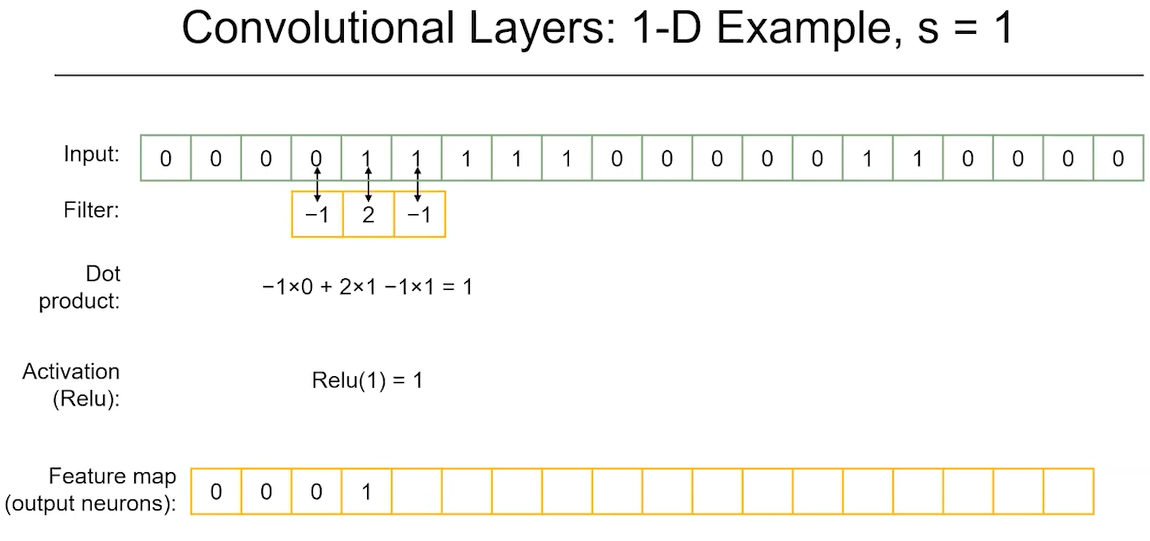 Convolutional Layers: 1-D Example, s = 1
Input: 0 0 0 0 1 1 1 1 1 0 0 0 0 0 1 1 0 0 0 0
Filter: −1 2 −1
Dot
product:
−1×0 + 2×1 −1×1 = 1
Activation
(Relu):
Relu(1) = 1
Feature map
(output neurons):
0 0 0 1